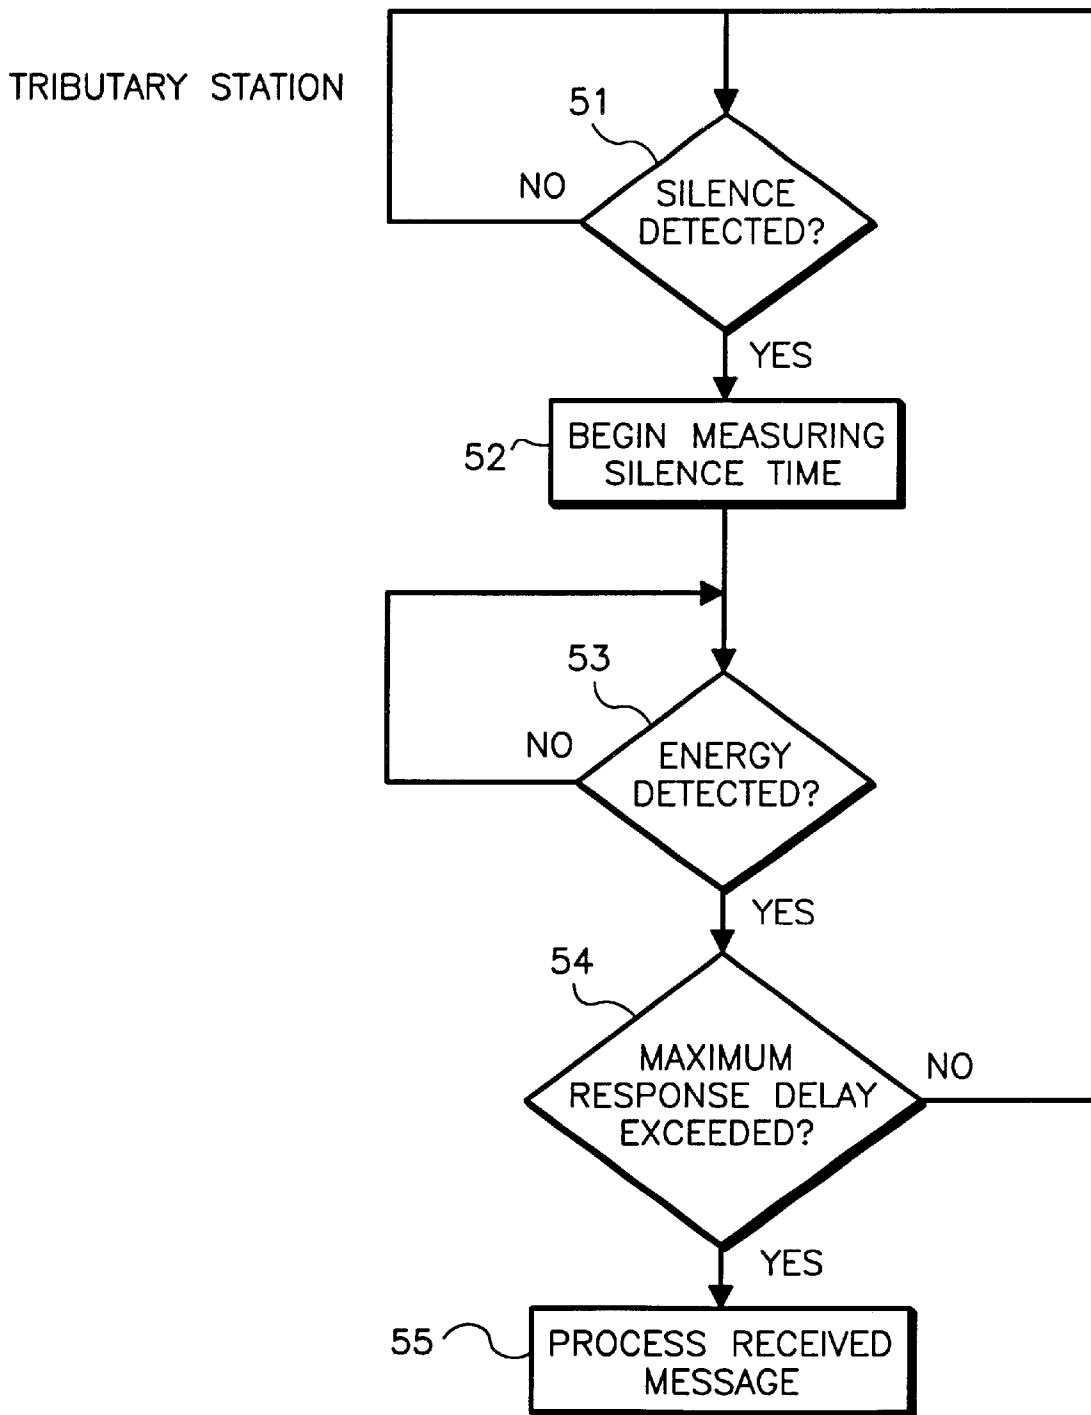 TRIBUTARY STATION
51
NO
SILENCE
DETECTED?
YES
52
BEGIN MEASURING
SILENCE TIME
53
NO
ENERGY
DETECTED?
YES
54
MAXIMUM
RESPONSE DELAY
EXCEEDED?
NO
YES
55
PROCESS RECEIVED
MESSAGE